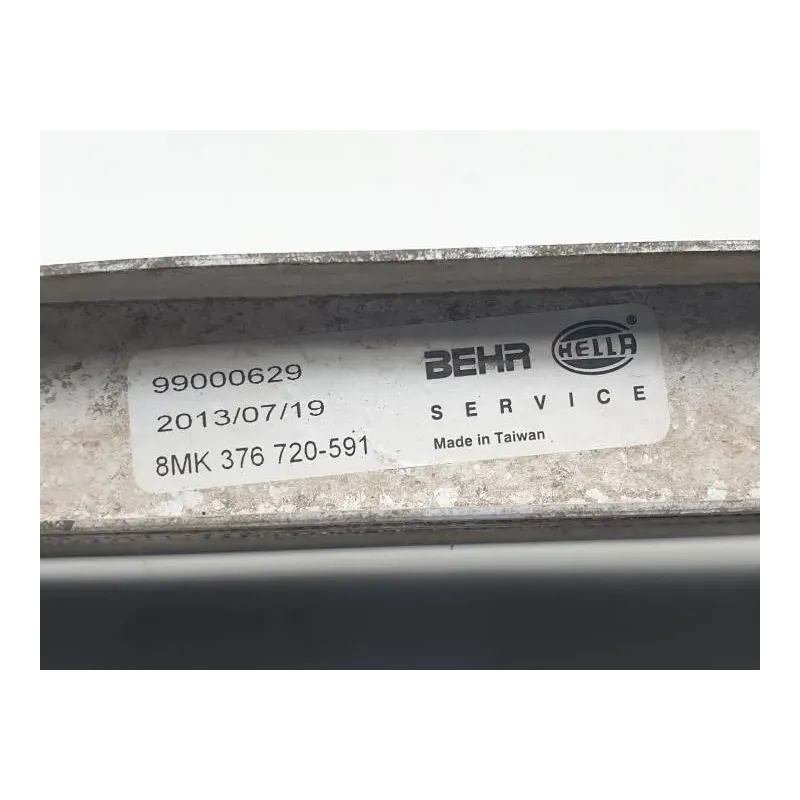 99000629
2013/07/19
8MK 376 720-591
BEHR HELLA®
SERVICE
Made in Taiwan